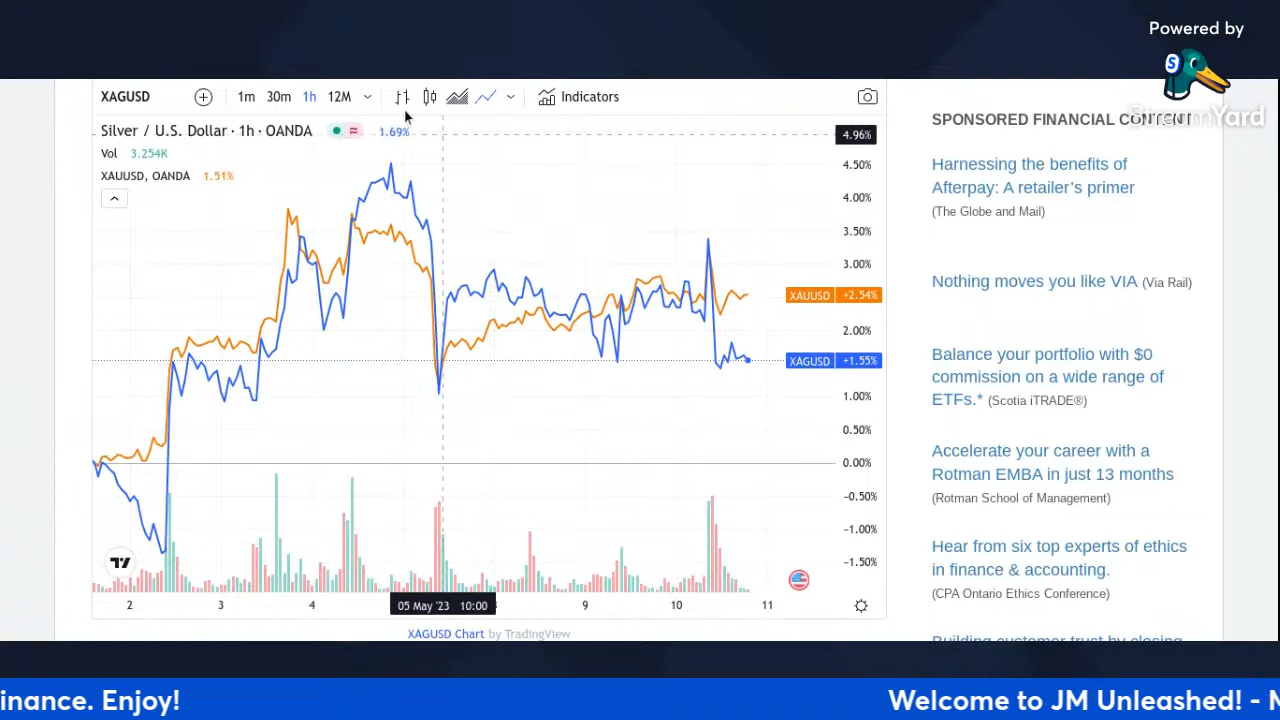 Powered by
StreamYard
XAGUSD 1m 30m 1h 12M Indicators
Silver / U.S. Dollar · 1h · OANDA 1.69%
Vol 3.254K
XAUUSD, OANDA 1.51%
4.96%
4.50%
4.00%
3.50%
3.00%
XAUUSD +2.54%
2.00%
XAGUSD +1.55%
1.00%
0.50%
0.00%
−0.50%
−1.00%
−1.50%
2 3 4 05 May '23 10:00 9 10 11
XAGUSD Chart by TradingView
SPONSORED FINANCIAL CONTENT
Harnessing the benefits of
Afterpay: A retailer's primer
(The Globe and Mail)
Nothing moves you like VIA (Via Rail)
Balance your portfolio with $0
commission on a wide range of
ETFs.* (Scotia iTRADE®)
Accelerate your career with a
Rotman EMBA in just 13 months
(Rotman School of Management)
Hear from six top experts of ethics
in finance & accounting.
(CPA Ontario Ethics Conference)
Building customer trust by closing
inance. Enjoy! Welcome to JM Unleashed! - M